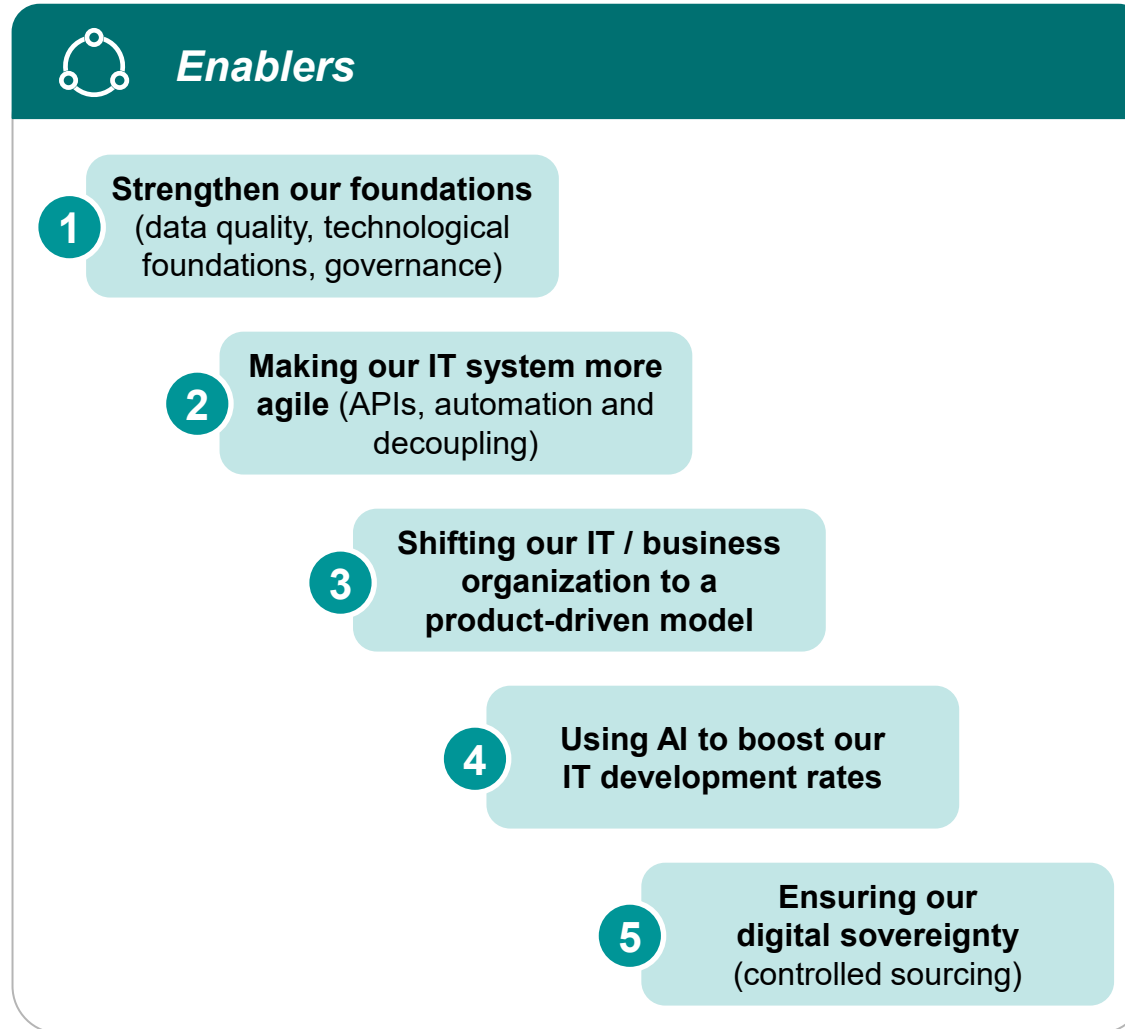 Enablers
1
Strengthen our foundations
(data quality, technological
foundations, governance)
2
Making our IT system more
agile (APIs, automation and
decoupling)
3
Shifting our IT / business
organization to a
product-driven model
4
Using AI to boost our
IT development rates
5
Ensuring our
digital sovereignty
(controlled sourcing)